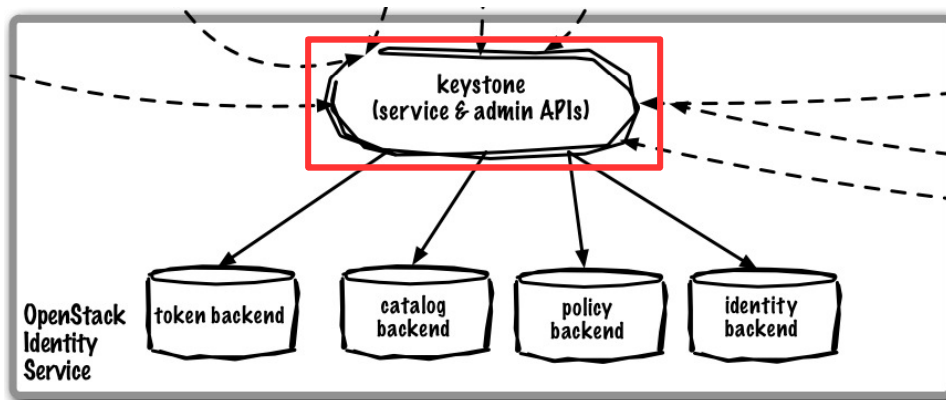 keystone
(service & admin APIs)
token backend
catalog
backend
policy
backend
identity
backend
OpenStack
Identity
Service